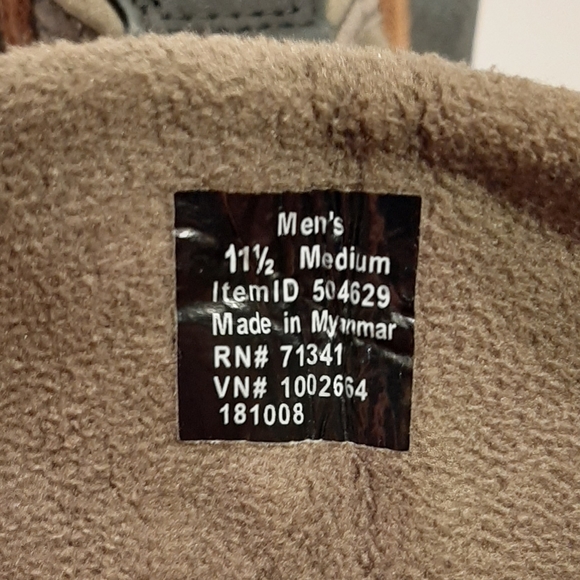 Men's
11½ Medium
ItemID 504629
Made in Myanmar
RN# 71341
VN# 1002664
181008